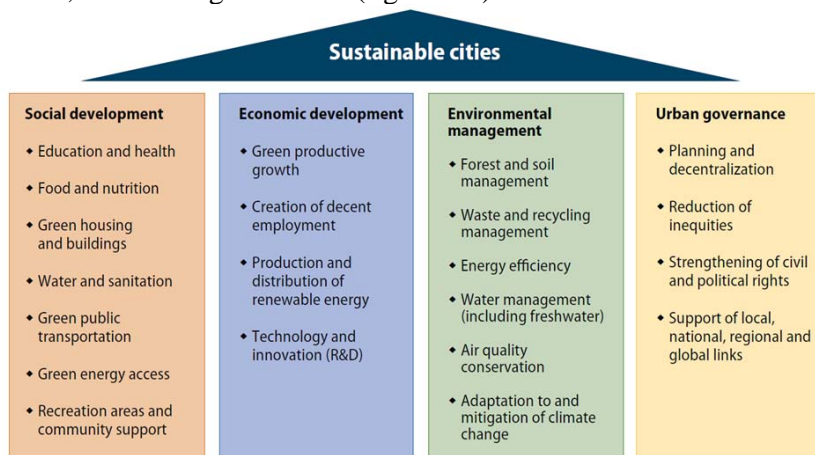 Sustainable cities
Social development
◆ Education and health
◆ Food and nutrition
◆ Green housing
and buildings
◆ Water and sanitation
◆ Green public
transportation
◆ Green energy access
◆ Recreation areas and
community support
Economic development
◆ Green productive
growth
◆ Creation of decent
employment
◆ Production and
distribution of
renewable energy
◆ Technology and
innovation (R&D)
Environmental
management
◆ Forest and soil
management
◆ Waste and recycling
management
◆ Energy efficiency
◆ Water management
(including freshwater)
◆ Air quality
conservation
◆ Adaptation to and
mitigation of climate
change
Urban governance
◆ Planning and
decentralization
◆ Reduction of
inequities
◆ Strengthening of civil
and political rights
◆ Support of local,
national, regional and
global links